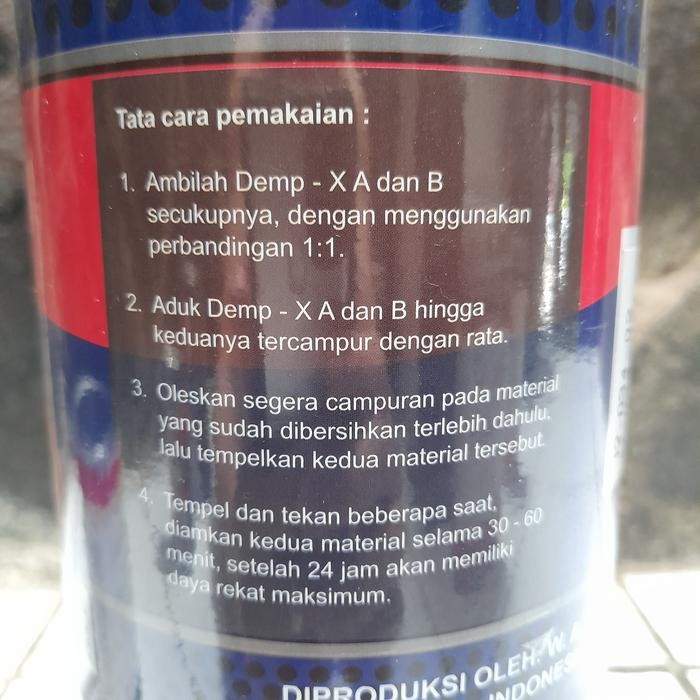 Tata cara pemakaian :
1. Ambilah Demp - X A dan B
secukupnya, dengan menggunakan
perbandingan 1:1.
2. Aduk Demp - X A dan B hingga
keduanya tercampur dengan rata.
3. Oleskan segera campuran pada material
yang sudah dibersihkan terlebih dahulu,
lalu tempelkan kedua material tersebut.
4. Tempel dan tekan beberapa saat,
diamkan kedua material selama 30 - 60
menit, setelah 24 jam akan memiliki
daya rekat maksimum.
DIPRODUKSI OLEH: